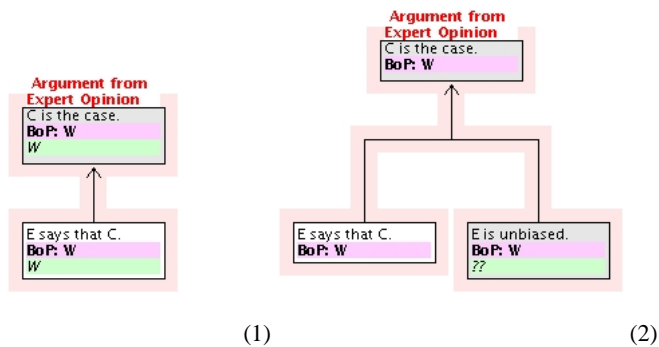 Argument from
Expert Opinion
C is the case.
BoP: W
W
E says that C.
BoP: W
W
(1)
Argument from
Expert Opinion
C is the case.
BoP: W
E says that C.
BoP: W
E is unbiased.
BoP: W
??
(2)